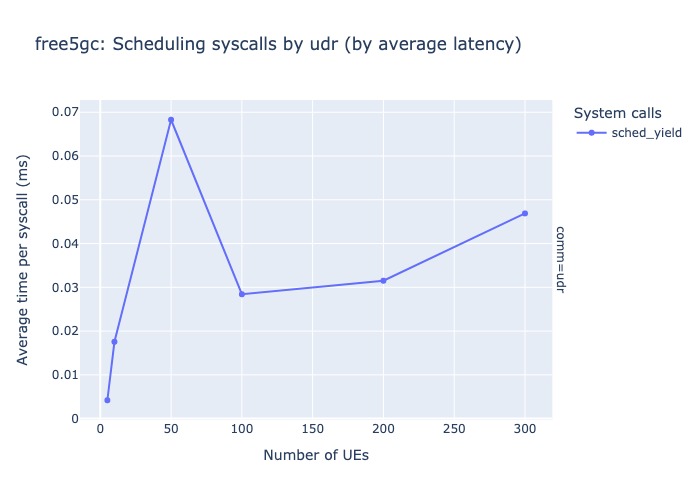 free5gc: Scheduling syscalls by udr (by average latency)
System calls
sched_yield
Average time per syscall (ms)
0.07
0.06
0.05
0.04
0.03
0.02
0.01
0
0 50 100 150 200 250 300
Number of UEs
comm=udr